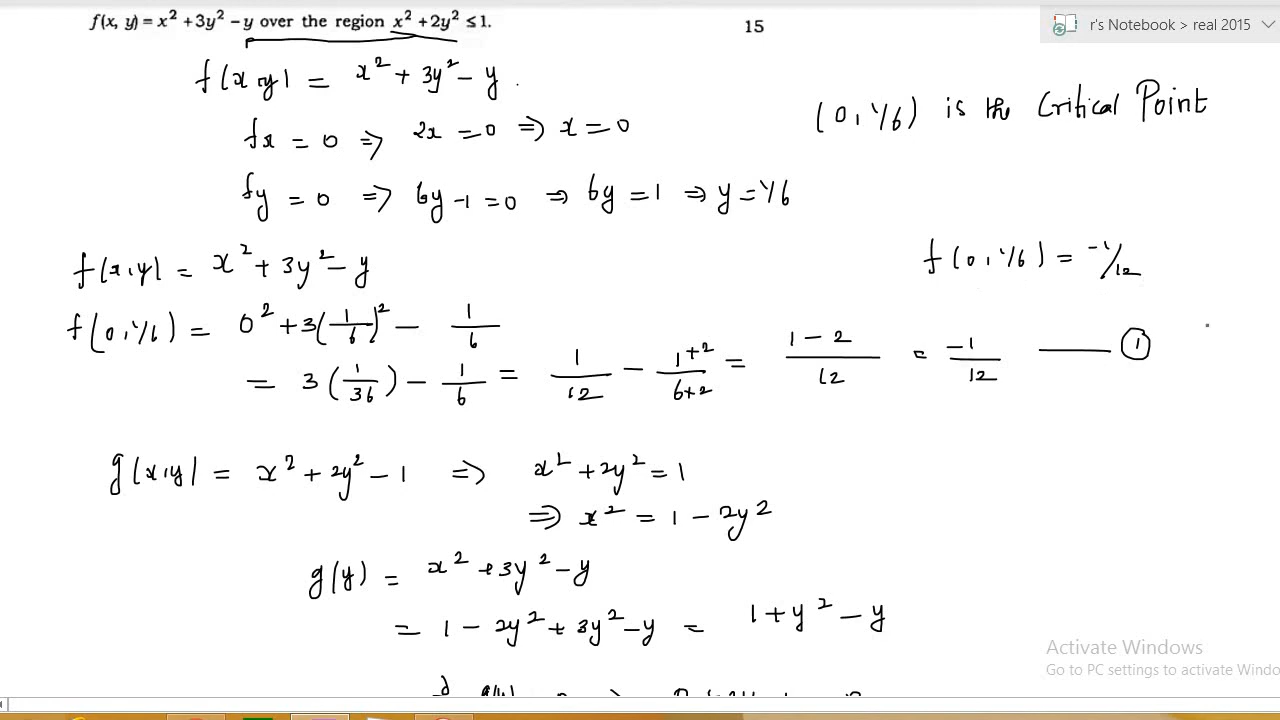 f(x, y) = x² + 3y² – y over the region x² + 2y² ≤ 1.
15
r's Notebook > real 2015
f(x,y) = x² + 3y² - y
(0, 1/6) is the Critical Point
fx = 0 ⇒ 2x = 0 ⇒ x = 0
fy = 0 ⇒ 6y - 1 = 0 ⇒ 6y = 1 ⇒ y = 1/6
f(x,y) = x² + 3y² - y
f(0, 1/6) = -1/12
f(0, 1/6) = 0² + 3(1/6)² - 1/6
= 3(1/36) - 1/6 = 1/12 - 1×2/6×2 = 1-2/12 = -1/12 —— ①
g(x,y) = x² + 2y² - 1 ⇒ x² + 2y² = 1
⇒ x² = 1 - 2y²
g(y) = x² + 3y² - y
= 1 - 2y² + 3y² - y = 1 + y² - y
Activate Windows
Go to PC settings to activate Windo